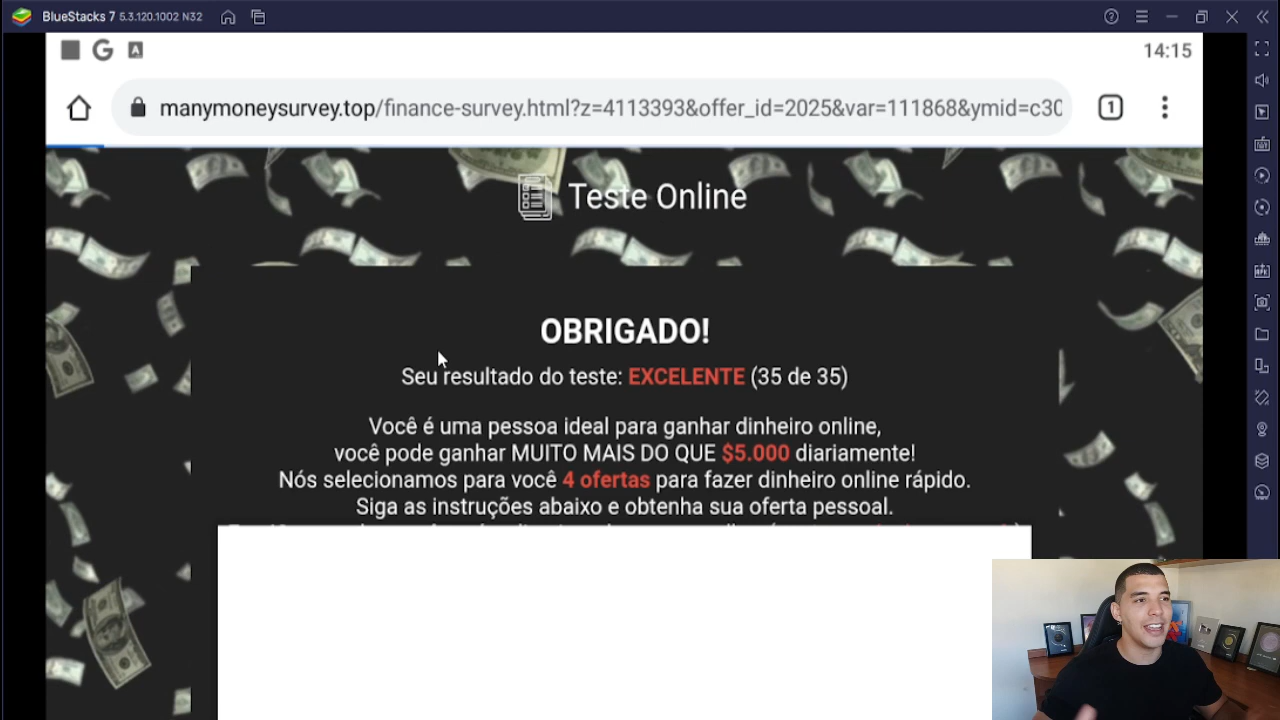 BlueStacks 7 5.3.120.1002 N32
14:15
manymoneysurvey.top/finance-survey.html?z=4113393&offer_id=2025&var=111868&ymid=c30
1
Teste Online
OBRIGADO!
Seu resultado do teste: EXCELENTE (35 de 35)
Você é uma pessoa ideal para ganhar dinheiro online,
você pode ganhar MUITO MAIS DO QUE $5.000 diariamente!
Nós selecionamos para você 4 ofertas para fazer dinheiro online rápido.
Siga as instruções abaixo e obtenha sua oferta pessoal.